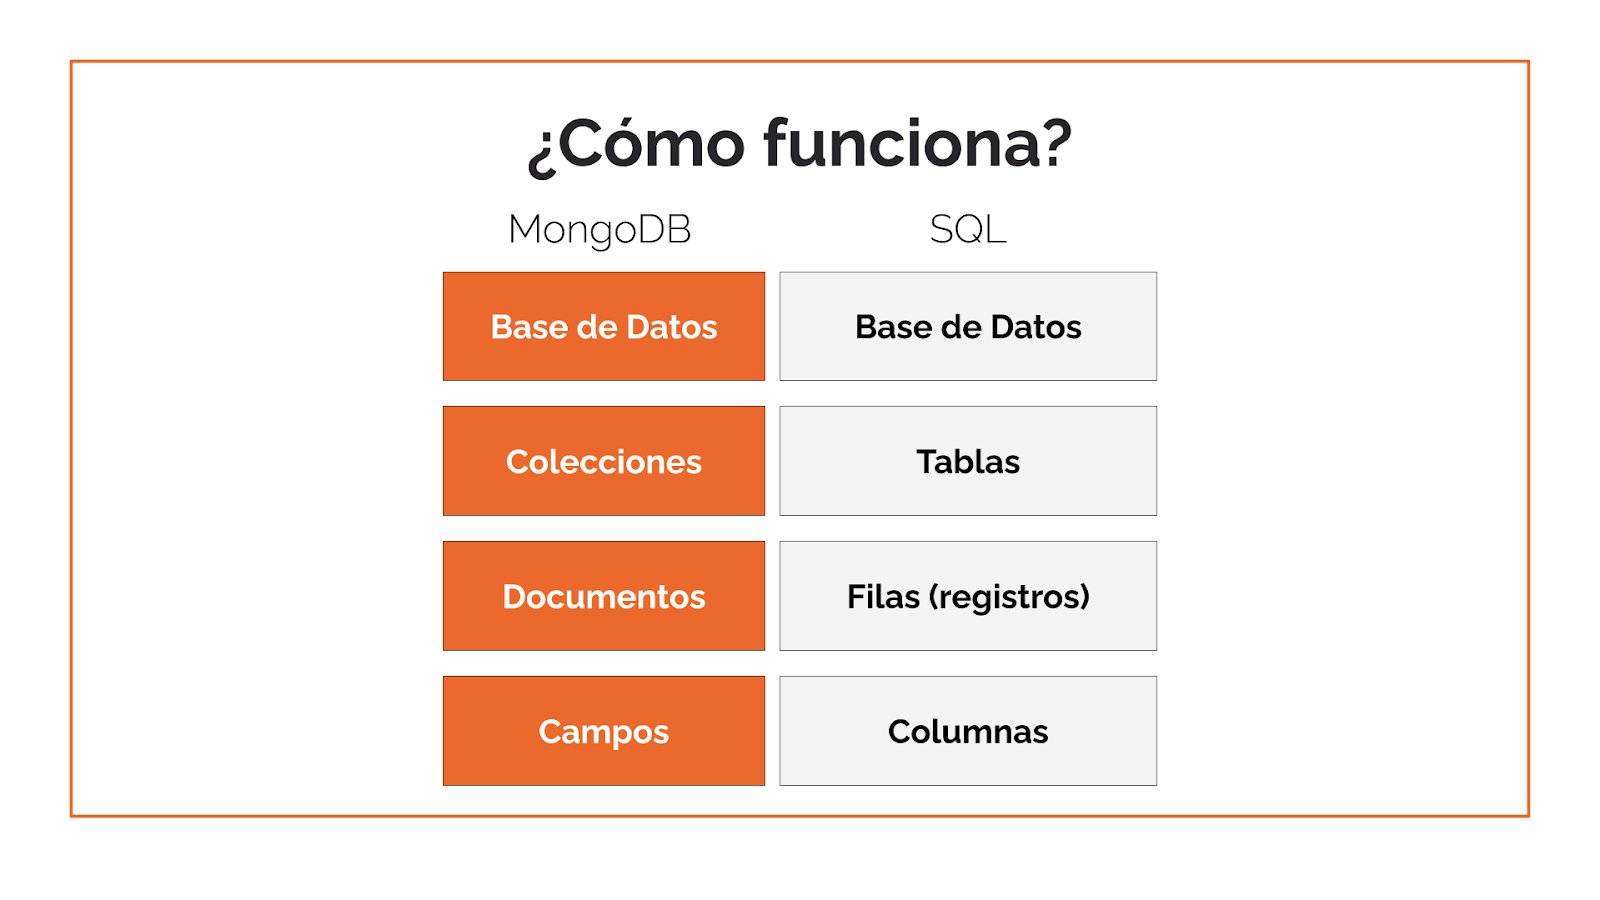 ¿Cómo funciona?
MongoDB SQL
Base de Datos Base de Datos
Colecciones Tablas
Documentos Filas (registros)
Campos Columnas